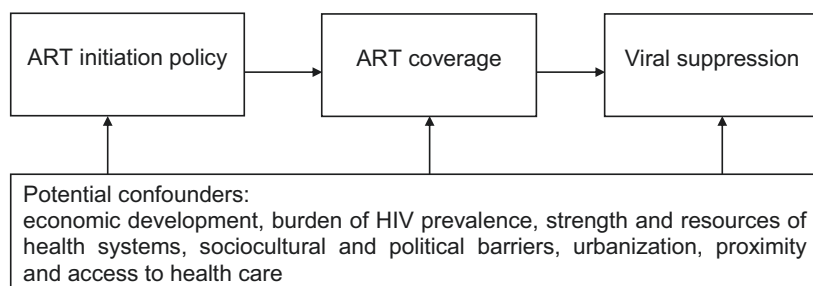 ART initiation policy
ART coverage
Viral suppression
Potential confounders:
economic development, burden of HIV prevalence, strength and resources of
health systems, sociocultural and political barriers, urbanization, proximity
and access to health care